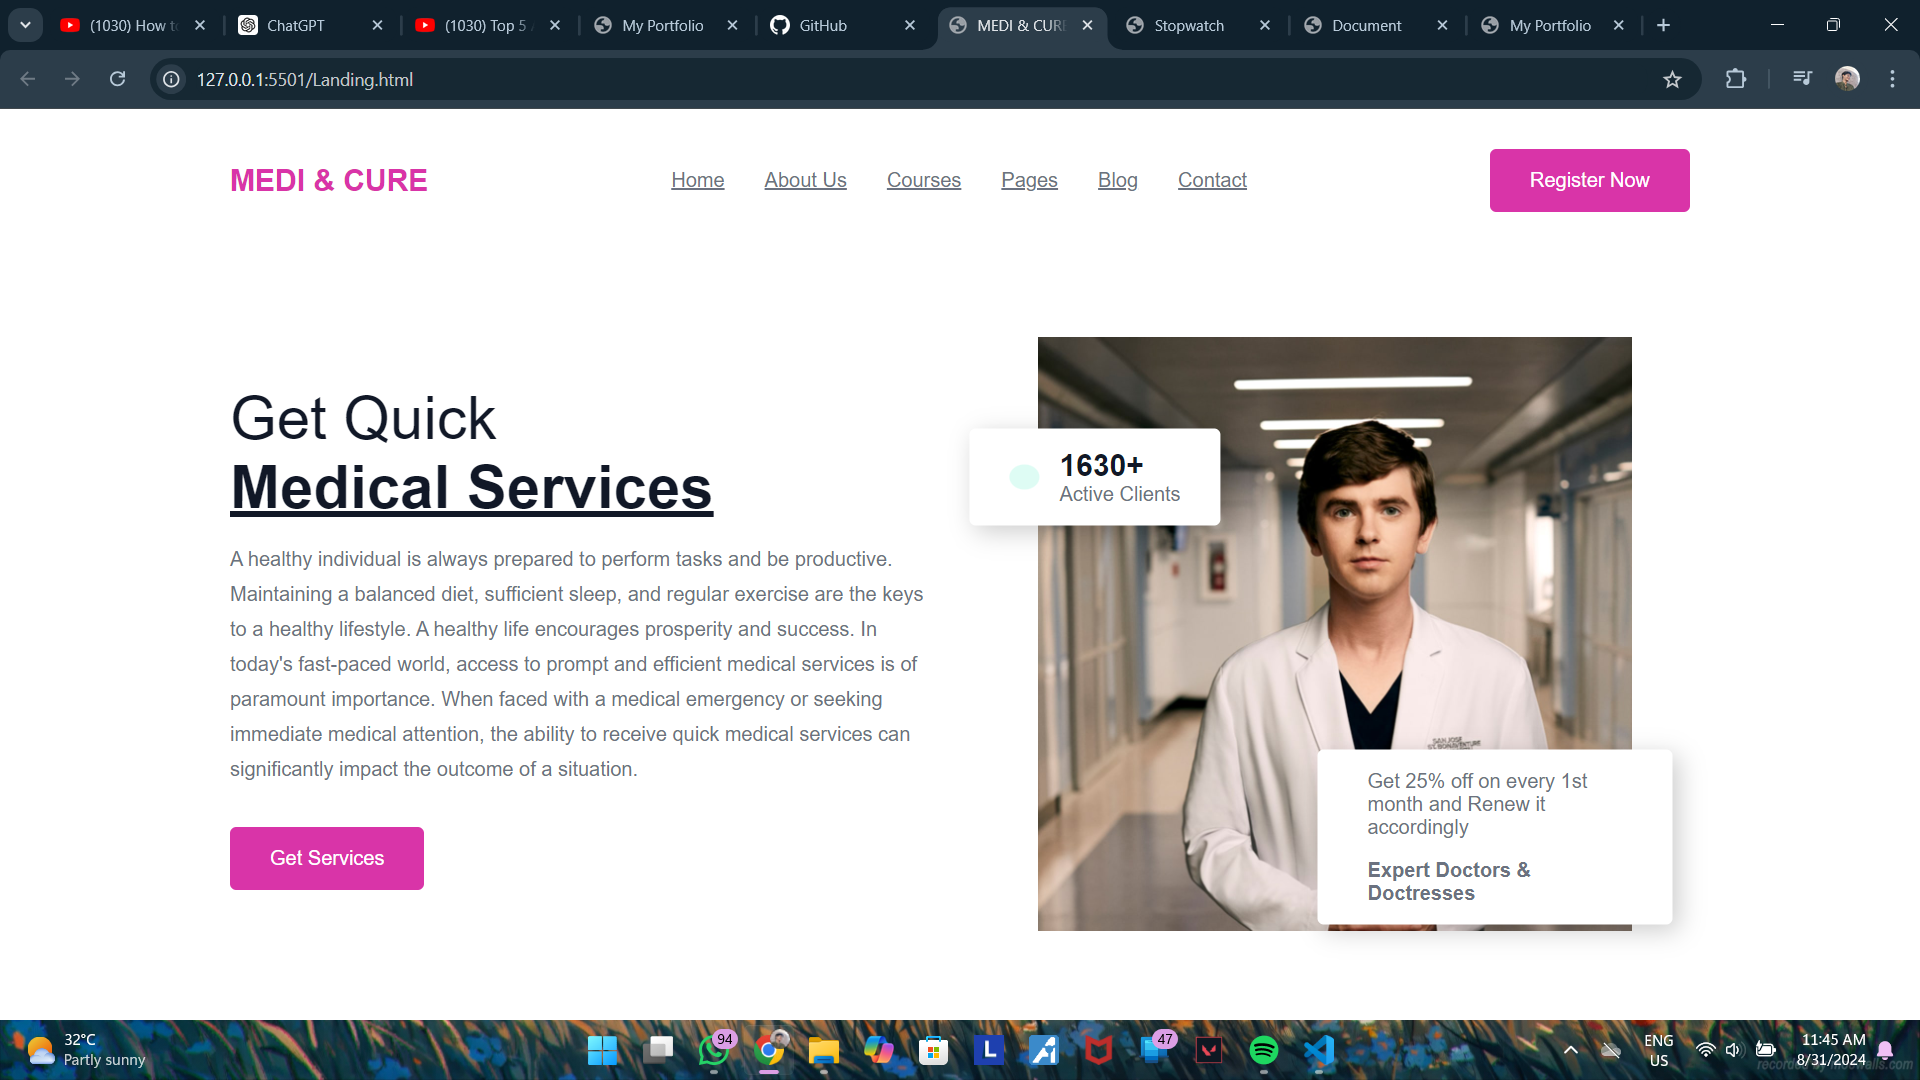 (1030) How t
ChatGPT
(1030) Top 5
My Portfolio
GitHub
MEDI & CURE
Stopwatch
Document
My Portfolio
127.0.0.1:5501/Landing.html
MEDI & CURE
Home
About Us
Courses
Pages
Blog
Contact
Register Now
Get Quick
Medical Services
A healthy individual is always prepared to perform tasks and be productive.
Maintaining a balanced diet, sufficient sleep, and regular exercise are the keys
to a healthy lifestyle. A healthy life encourages prosperity and success. In
today's fast-paced world, access to prompt and efficient medical services is of
paramount importance. When faced with a medical emergency or seeking
immediate medical attention, the ability to receive quick medical services can
significantly impact the outcome of a situation.
Get Services
1630+
Active Clients
SAN JOSE
ST. BONAVENTURE
Get 25% off on every 1st
month and Renew it
accordingly
Expert Doctors &
Doctresses
32°C
Partly sunny
94
L
47
ENG
US
11:45 AM
8/31/2024